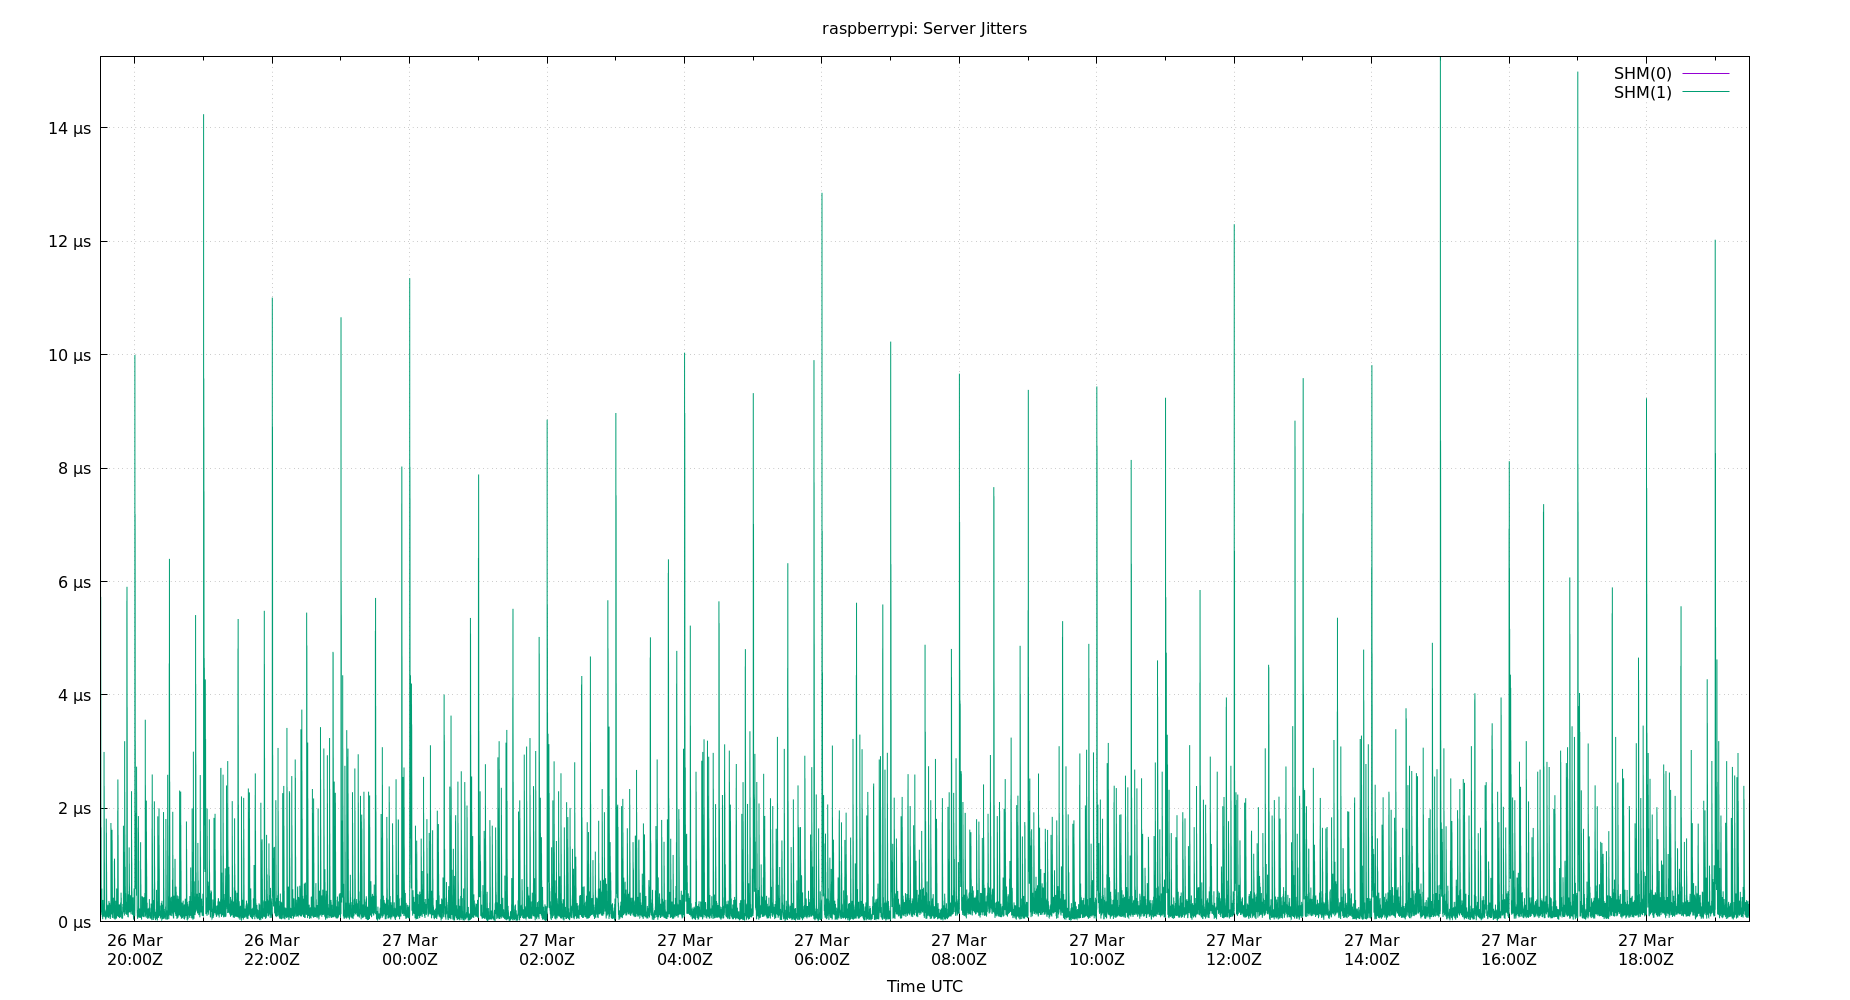 raspberrypi: Server Jitters
SHM(0)
SHM(1)
14 µs
12 µs
10 µs
8 µs
6 µs
4 µs
2 µs
0 µs
26 Mar 26 Mar 27 Mar 27 Mar 27 Mar 27 Mar 27 Mar 27 Mar 27 Mar 27 Mar 27 Mar 27 Mar
20:00Z 22:00Z 00:00Z 02:00Z 04:00Z 06:00Z 08:00Z 10:00Z 12:00Z 14:00Z 16:00Z 18:00Z
Time UTC